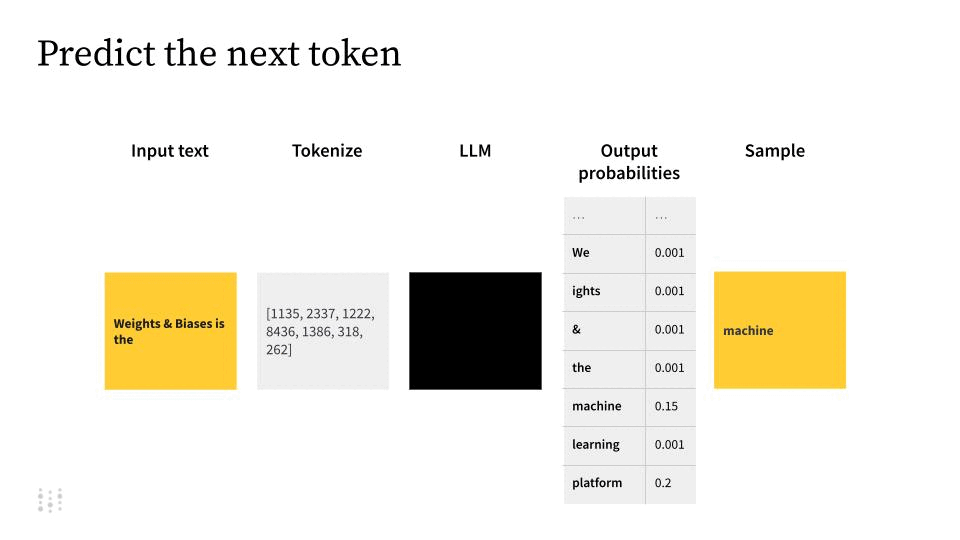 Predict the next token
Input text
Tokenize
LLM
Output
probabilities
Sample
Weights & Biases is
the
[1135, 2337, 1222,
8436, 1386, 318,
262]
... ...
We 0.001
ights 0.001
& 0.001
the 0.001
machine 0.15
learning 0.001
platform 0.2
machine